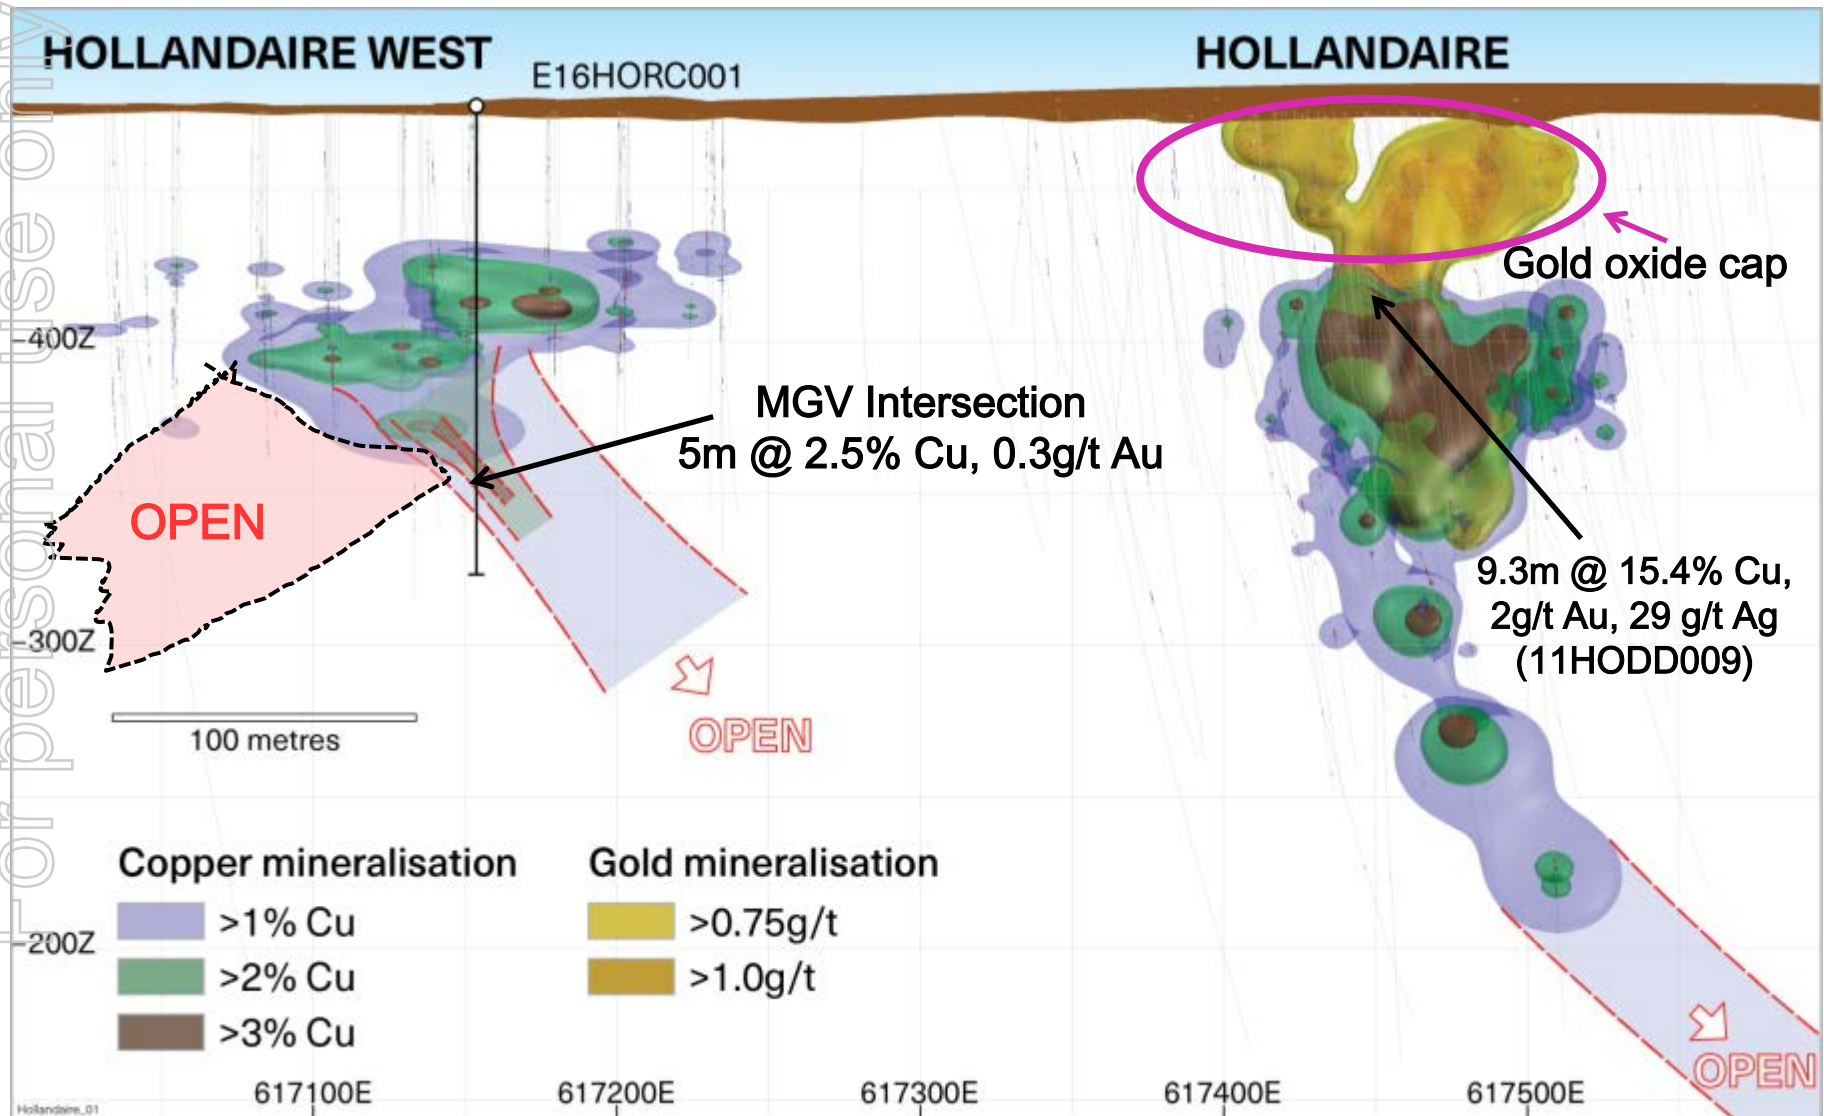 For personal use only
HOLLANDAIRE WEST
E16HORC001
HOLLANDAIRE
Gold oxide cap
400Z
MGV Intersection
5m @ 2.5% Cu, 0.3g/t Au
OPEN
9.3m @ 15.4% Cu,
2g/t Au, 29 g/t Ag
(11HODD009)
300Z
OPEN
100 metres
Copper mineralisation
>1% Cu
>2% Cu
>3% Cu
Gold mineralisation
>0.75g/t
>1.0g/t
200Z
OPEN
617100E
617200E
617300E
617400E
617500E
Hollandaire_01